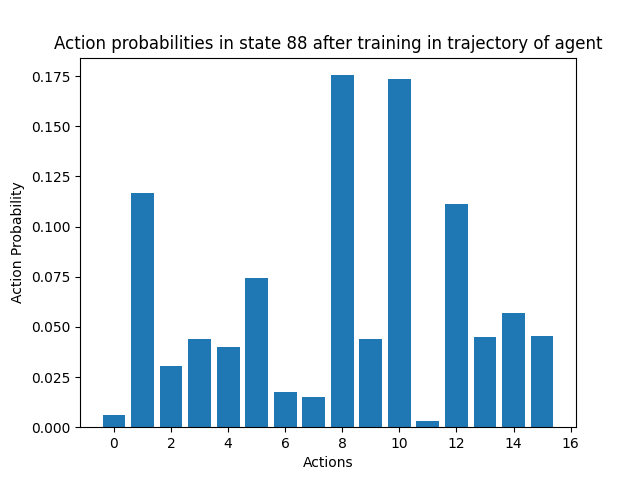 Action probabilities in state 88 after training in trajectory of agent
0.175
0.150
0.125
0.100
0.075
0.050
0.025
0.000
Action Probability
0 2 4 6 8 10 12 14 16
Actions